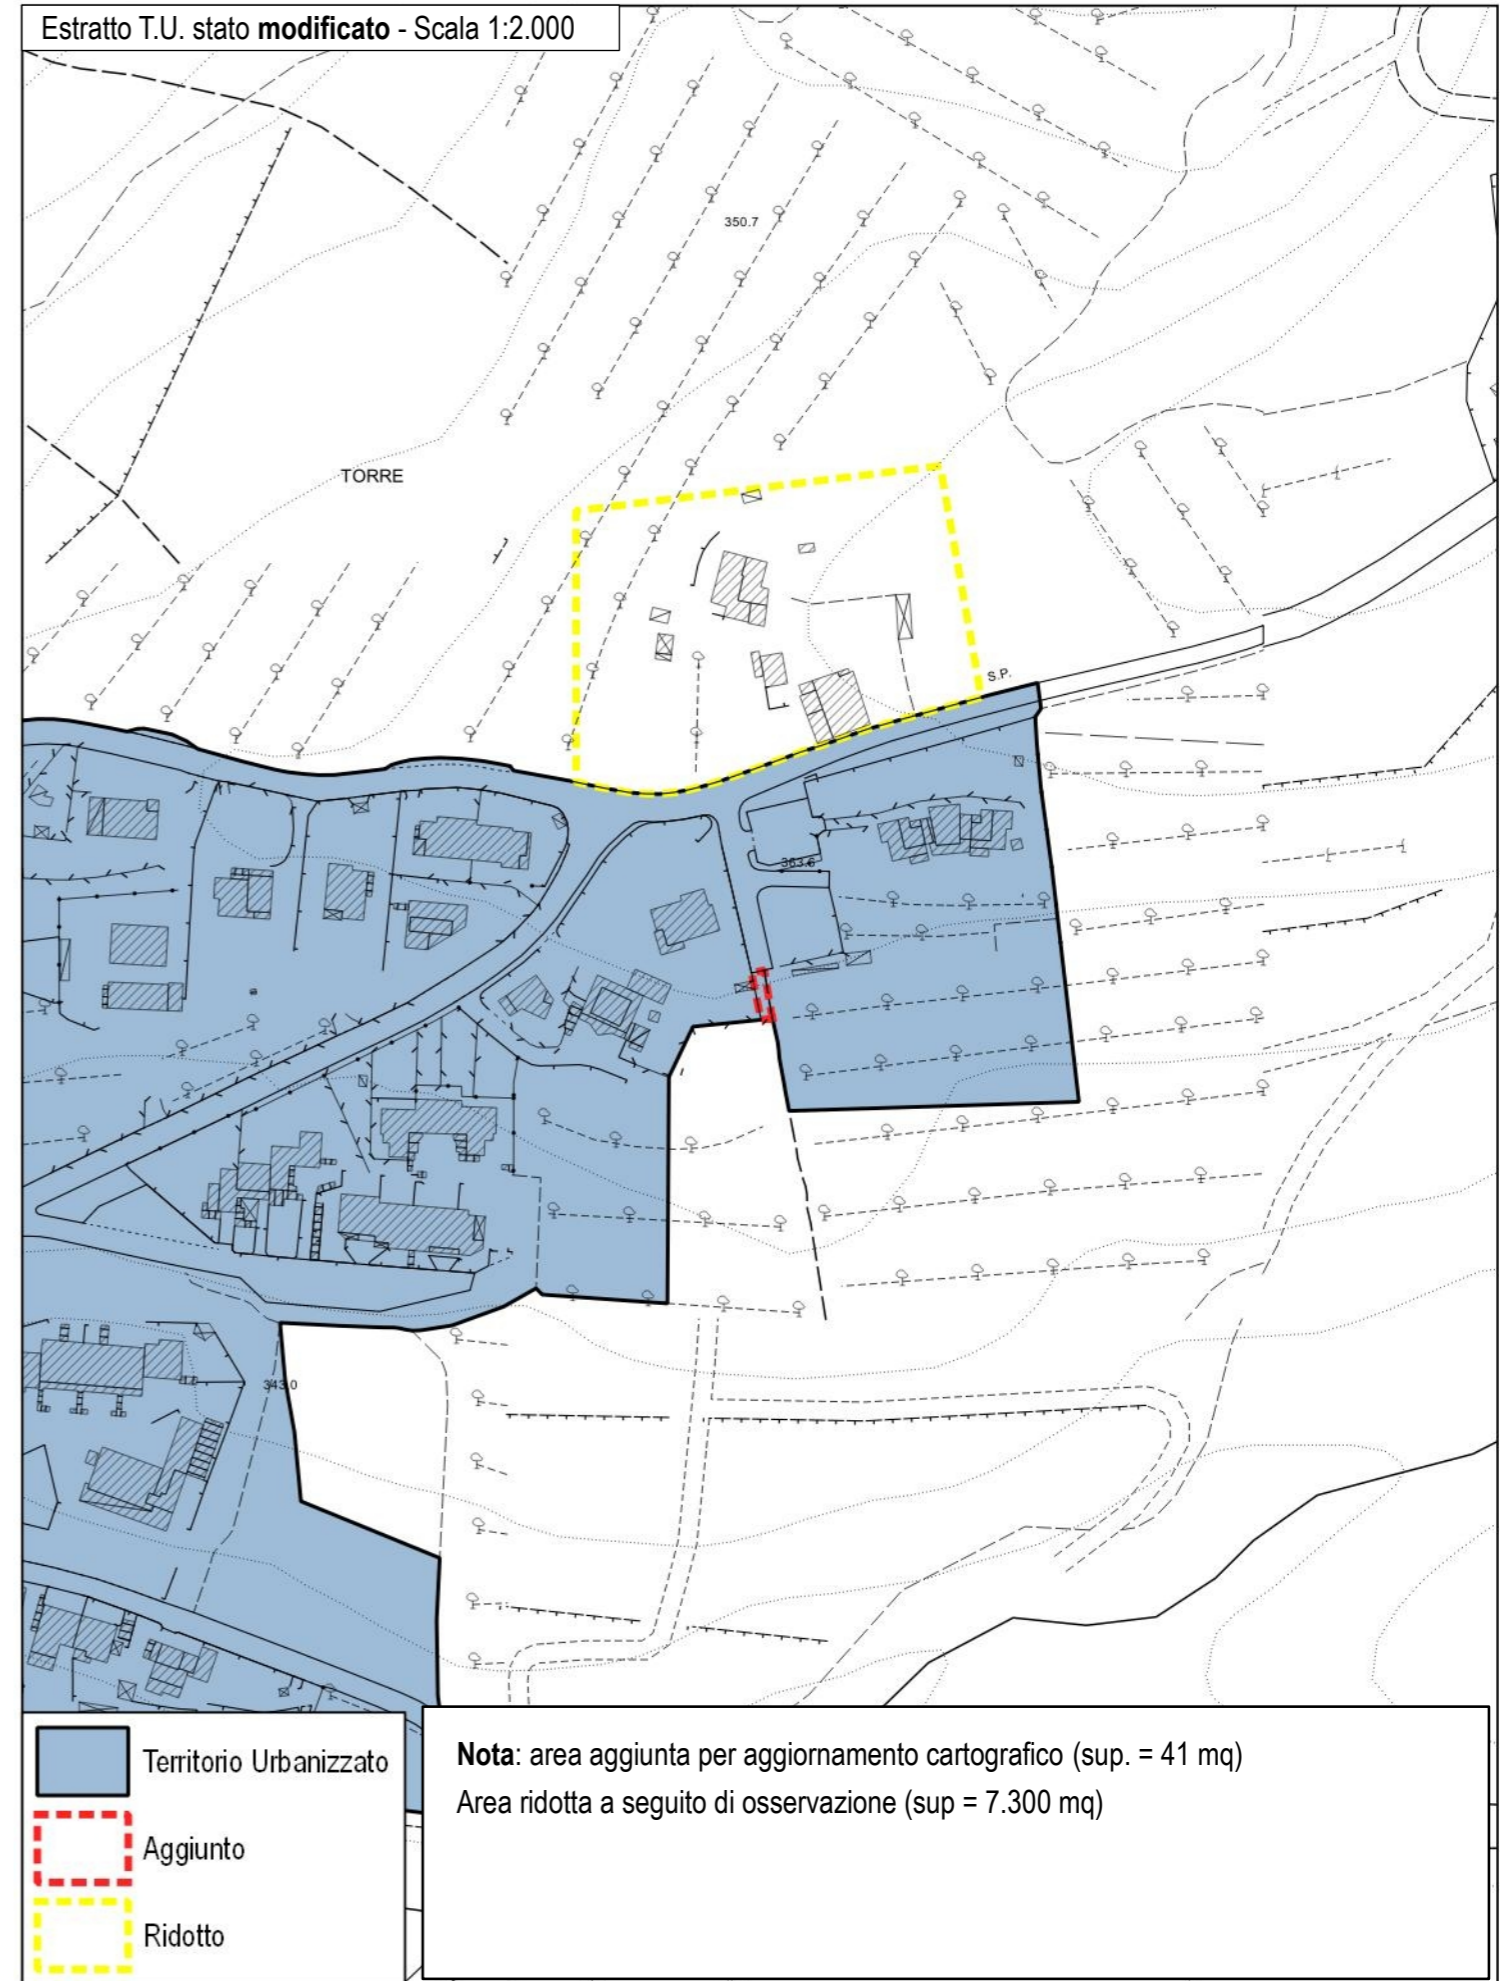 Estratto T.U. stato modificato - Scala 1:2.000
350.7
TORRE
S.P.
363.6
343.0
Territorio Urbanizzato
Aggiunto
Ridotto
Nota: area aggiunta per aggiornamento cartografico (sup. = 41 mq)
Area ridotta a seguito di osservazione (sup = 7.300 mq)